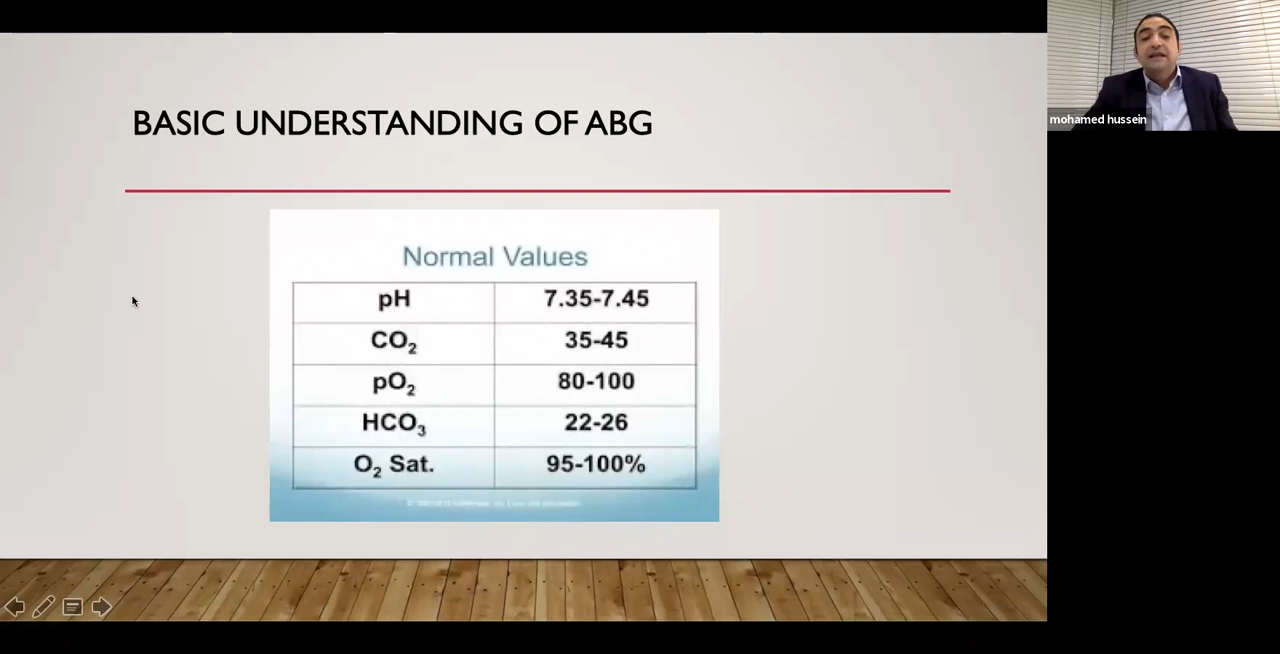 BASIC UNDERSTANDING OF ABG
Normal Values
pH 7.35-7.45
CO₂ 35-45
pO₂ 80-100
HCO₃ 22-26
O₂ Sat. 95-100%
mohamed hussein